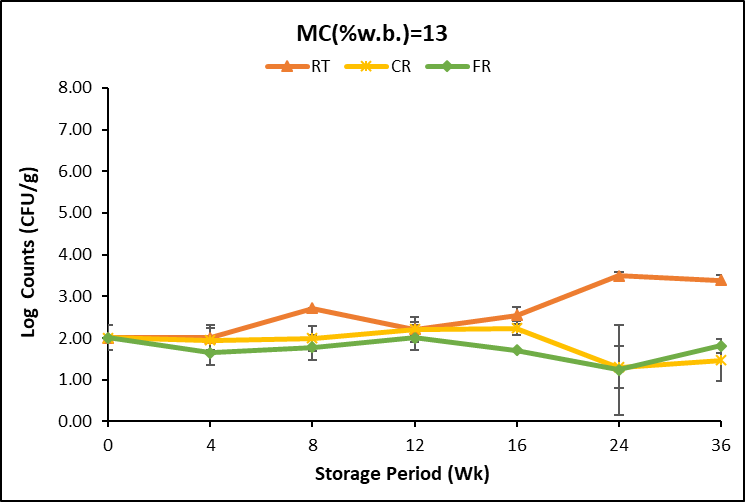 MC(%w.b.)=13
RT CR FR
8.00
7.00
6.00
5.00
4.00
3.00
2.00
1.00
0.00
Log Counts (CFU/g)
0 4 8 12 16 24 36
Storage Period (Wk)